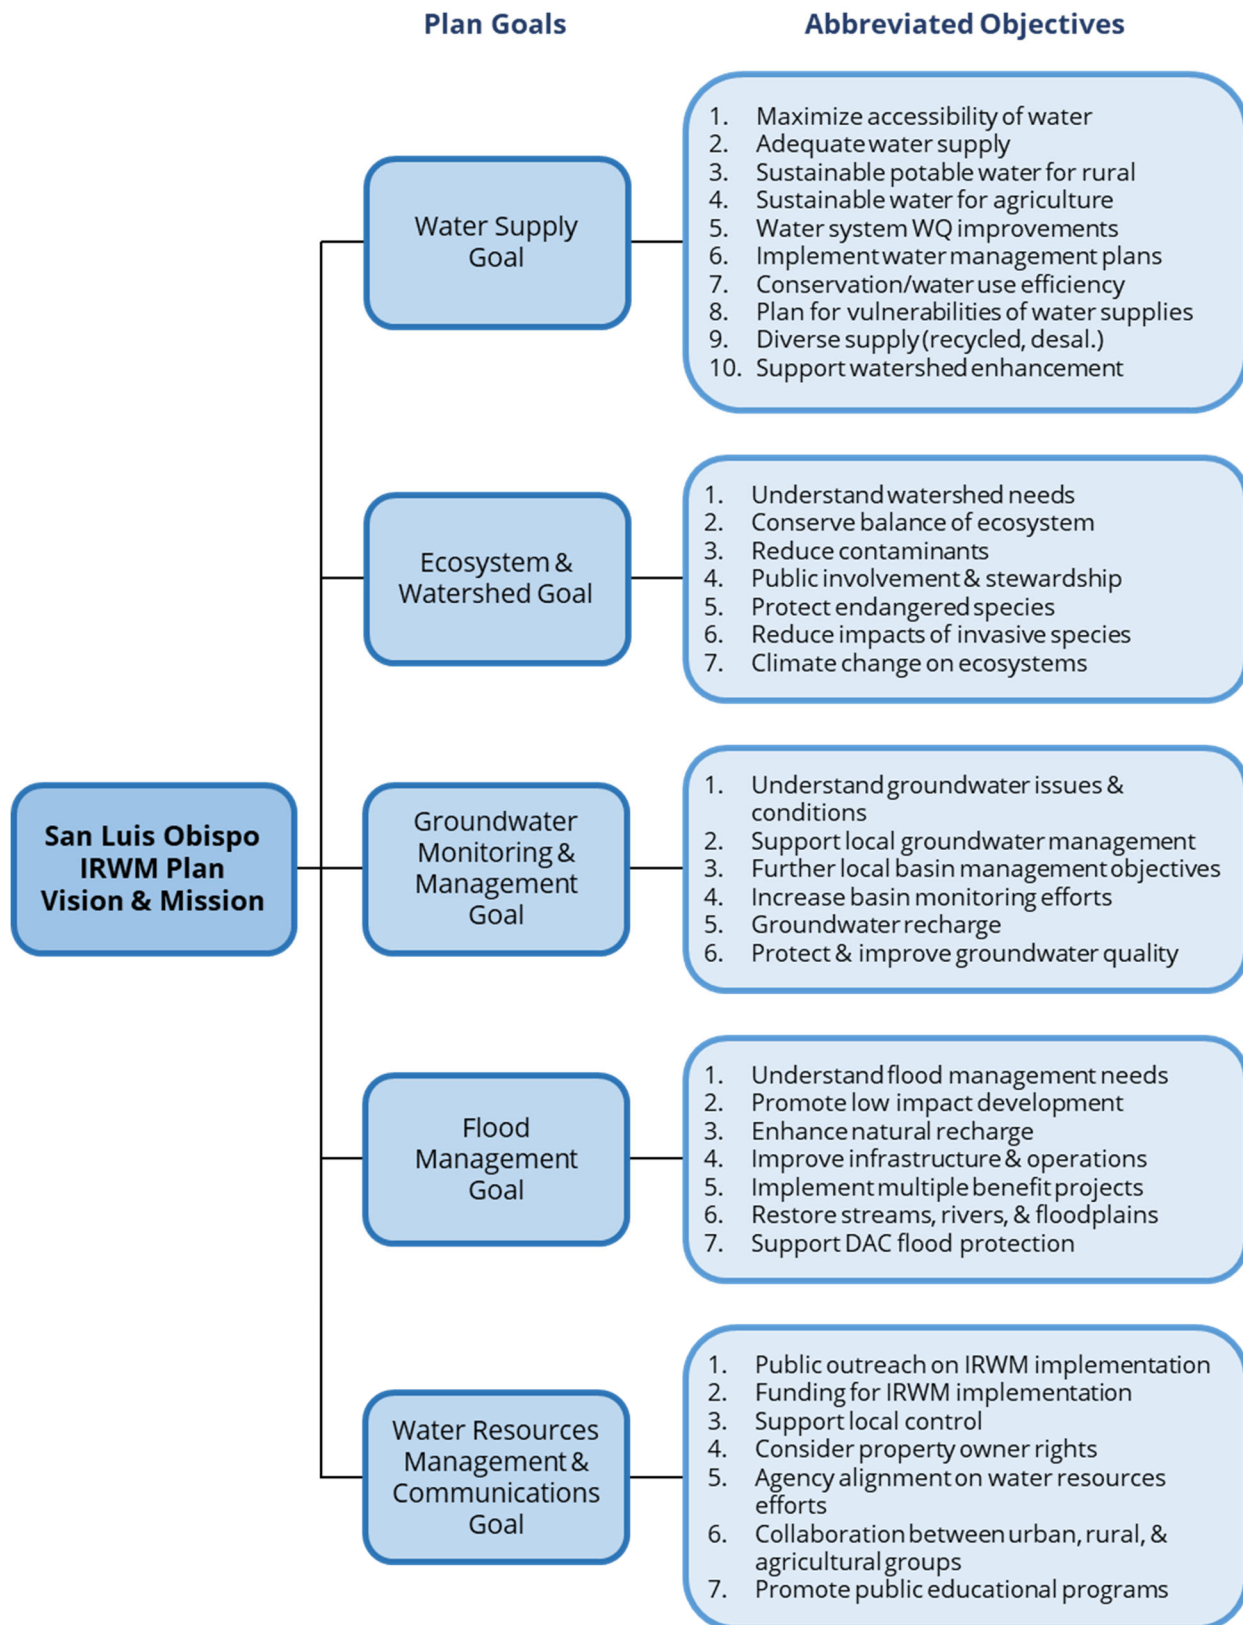 Plan Goals
Abbreviated Objectives
San Luis Obispo
IRWM Plan
Vision & Mission
Water Supply
Goal
1. Maximize accessibility of water
2. Adequate water supply
3. Sustainable potable water for rural
4. Sustainable water for agriculture
5. Water system WQ improvements
6. Implement water management plans
7. Conservation/water use efficiency
8. Plan for vulnerabilities of water supplies
9. Diverse supply (recycled, desal.)
10. Support watershed enhancement
Ecosystem &
Watershed Goal
1. Understand watershed needs
2. Conserve balance of ecosystem
3. Reduce contaminants
4. Public involvement & stewardship
5. Protect endangered species
6. Reduce impacts of invasive species
7. Climate change on ecosystems
Groundwater
Monitoring &
Management
Goal
1. Understand groundwater issues &
conditions
2. Support local groundwater management
3. Further local basin management objectives
4. Increase basin monitoring efforts
5. Groundwater recharge
6. Protect & improve groundwater quality
Flood
Management
Goal
1. Understand flood management needs
2. Promote low impact development
3. Enhance natural recharge
4. Improve infrastructure & operations
5. Implement multiple benefit projects
6. Restore streams, rivers, & floodplains
7. Support DAC flood protection
Water Resources
Management &
Communications
Goal
1. Public outreach on IRWM implementation
2. Funding for IRWM implementation
3. Support local control
4. Consider property owner rights
5. Agency alignment on water resources
efforts
6. Collaboration between urban, rural, &
agricultural groups
7. Promote public educational programs